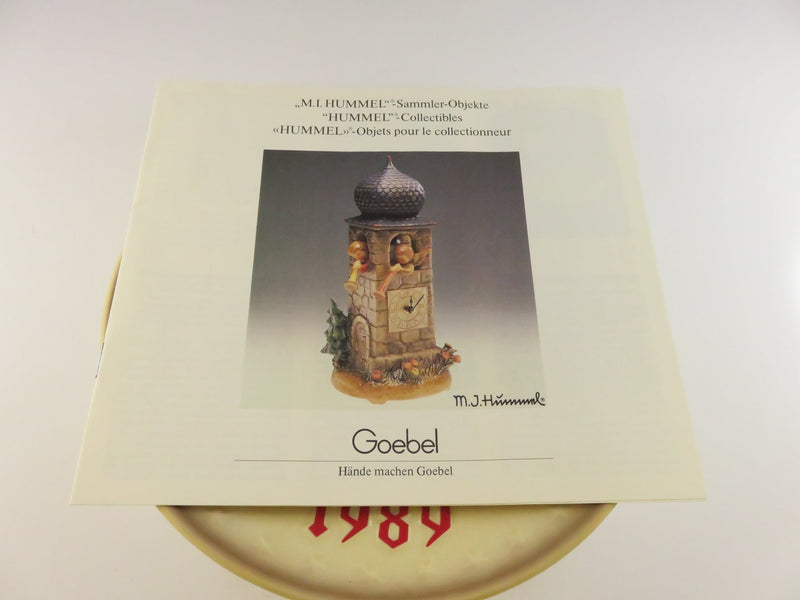 „M.I. HUMMEL“®-Sammler-Objekte
“HUMMEL”®-Collectibles
«HUMMEL»®-Objets pour le collectionneur
M.J.Hummel®
Goebel
Hände machen Goebel
1989